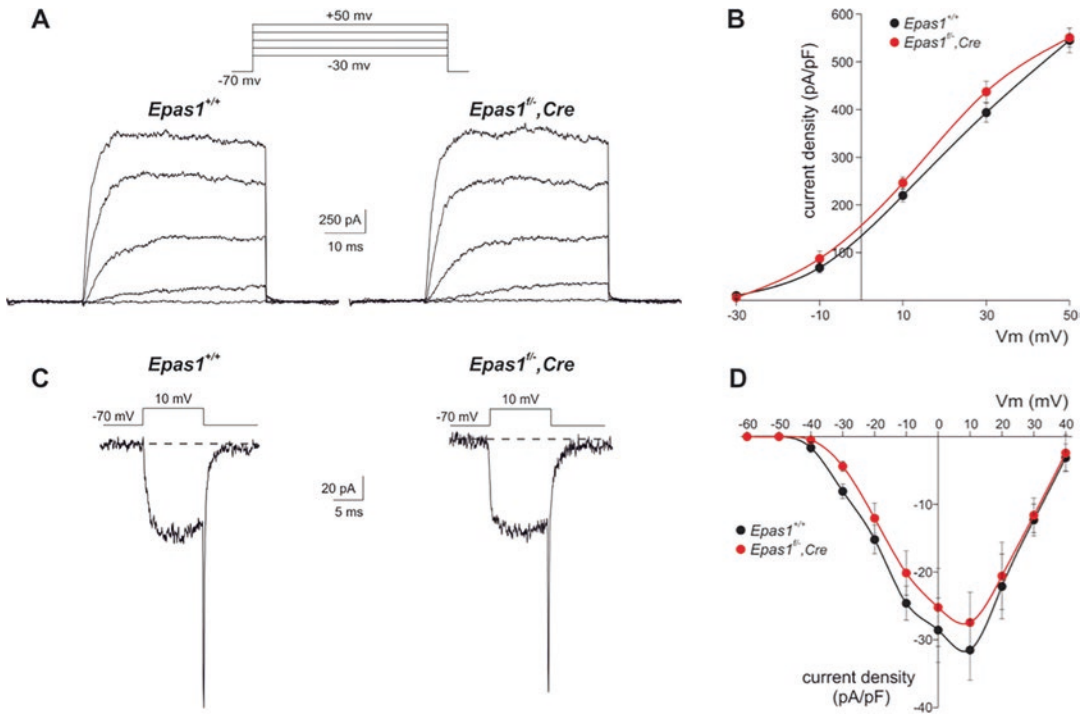 A
+50 mv
-30 mv
-70 mv
Epas1+/+
Epas1f/-,Cre
250 pA
10 ms
B
Epas1+/+
Epas1f/-,Cre
current density (pA/pF)
600
500
400
300
200
100
-30
-10
10
30
50
Vm (mV)
C
Epas1+/+
Epas1f/-,Cre
10 mV
-70 mV
10 mV
-70 mV
20 pA
5 ms
D
Vm (mV)
-60
-50
-40
-30
-20
-10
0
10
20
30
40
-10
-20
-30
-40
Epas1+/+
Epas1f/-,Cre
current density
(pA/pF)